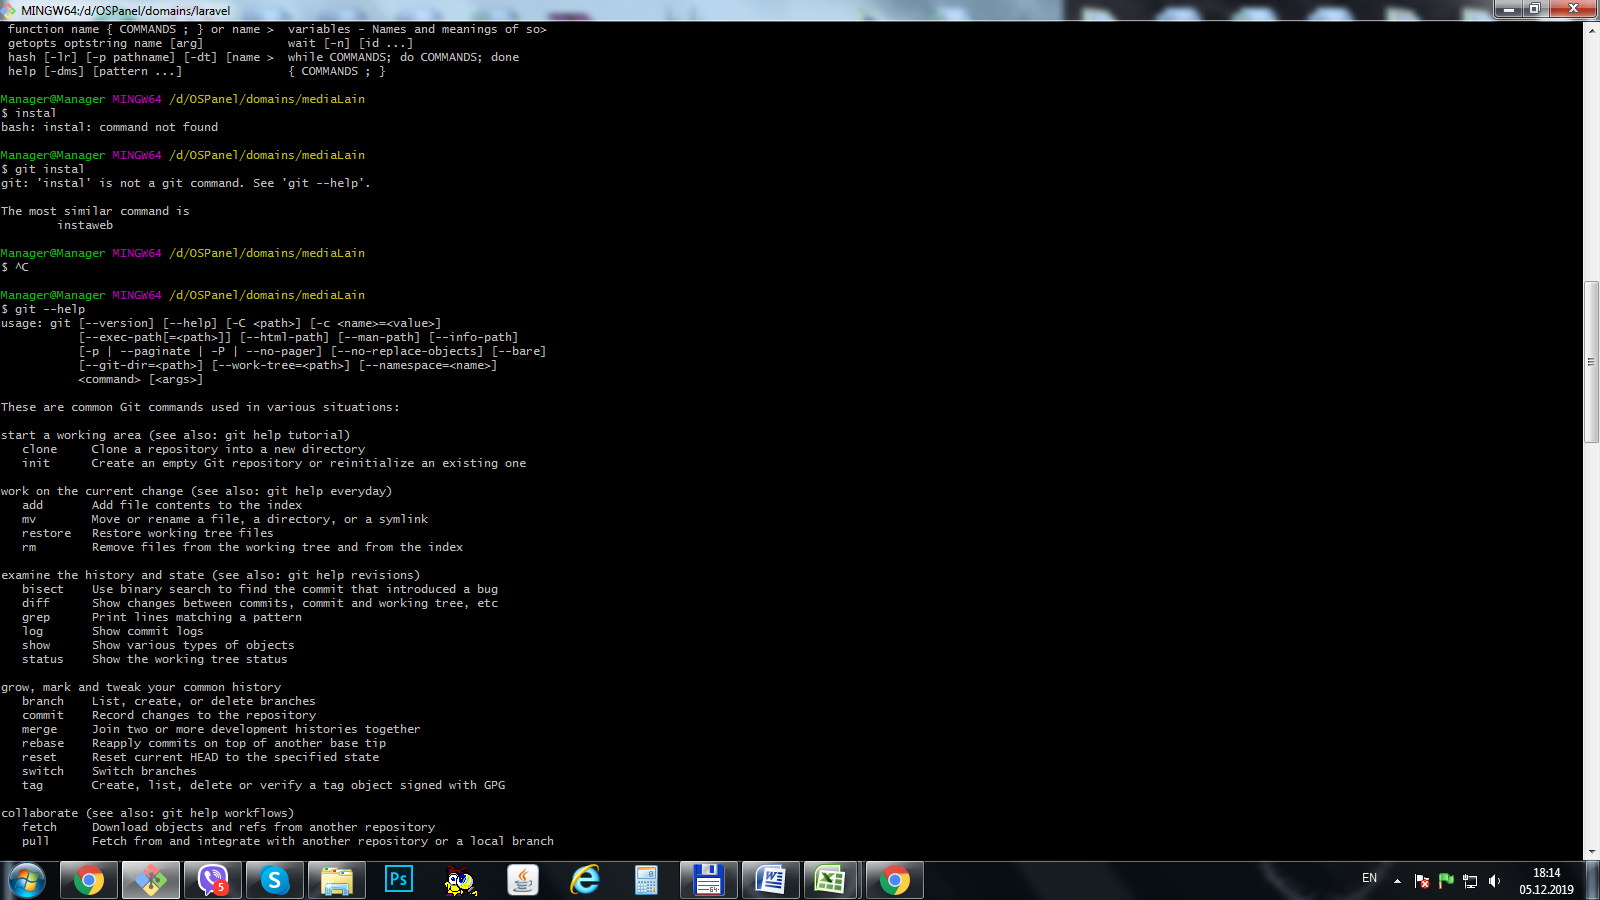 MINGW64:/d/OSPanel/domains/laravel
function name { COMMANDS ; } or name >  variables - Names and meanings of so>
getopts optstring name [arg]            wait [-n] [id ...]
hash [-lr] [-p pathname] [-dt] [name >  while COMMANDS; do COMMANDS; done
help [-dms] [pattern ...]               { COMMANDS ; }
Manager@Manager MINGW64 /d/OSPanel/domains/mediaLain
$ instal
bash: instal: command not found
Manager@Manager MINGW64 /d/OSPanel/domains/mediaLain
$ git instal
git: 'instal' is not a git command. See 'git --help'.
The most similar command is
instaweb
Manager@Manager MINGW64 /d/OSPanel/domains/mediaLain
$ ^C
Manager@Manager MINGW64 /d/OSPanel/domains/mediaLain
$ git --help
usage: git [--version] [--help] [-C <path>] [-c <name>=<value>]
[--exec-path[=<path>]] [--html-path] [--man-path] [--info-path]
[-p | --paginate | -P | --no-pager] [--no-replace-objects] [--bare]
[--git-dir=<path>] [--work-tree=<path>] [--namespace=<name>]
<command> [<args>]
These are common Git commands used in various situations:
start a working area (see also: git help tutorial)
clone     Clone a repository into a new directory
init      Create an empty Git repository or reinitialize an existing one
work on the current change (see also: git help everyday)
add       Add file contents to the index
mv        Move or rename a file, a directory, or a symlink
restore   Restore working tree files
rm        Remove files from the working tree and from the index
examine the history and state (see also: git help revisions)
bisect    Use binary search to find the commit that introduced a bug
diff      Show changes between commits, commit and working tree, etc
grep      Print lines matching a pattern
log       Show commit logs
show      Show various types of objects
status    Show the working tree status
grow, mark and tweak your common history
branch    List, create, or delete branches
commit    Record changes to the repository
merge     Join two or more development histories together
rebase    Reapply commits on top of another base tip
reset     Reset current HEAD to the specified state
switch    Switch branches
tag       Create, list, delete or verify a tag object signed with GPG
collaborate (see also: git help workflows)
fetch     Download objects and refs from another repository
pull      Fetch from and integrate with another repository or a local branch
5
S
Ps
64
W
X
EN
18:14
05.12.2019